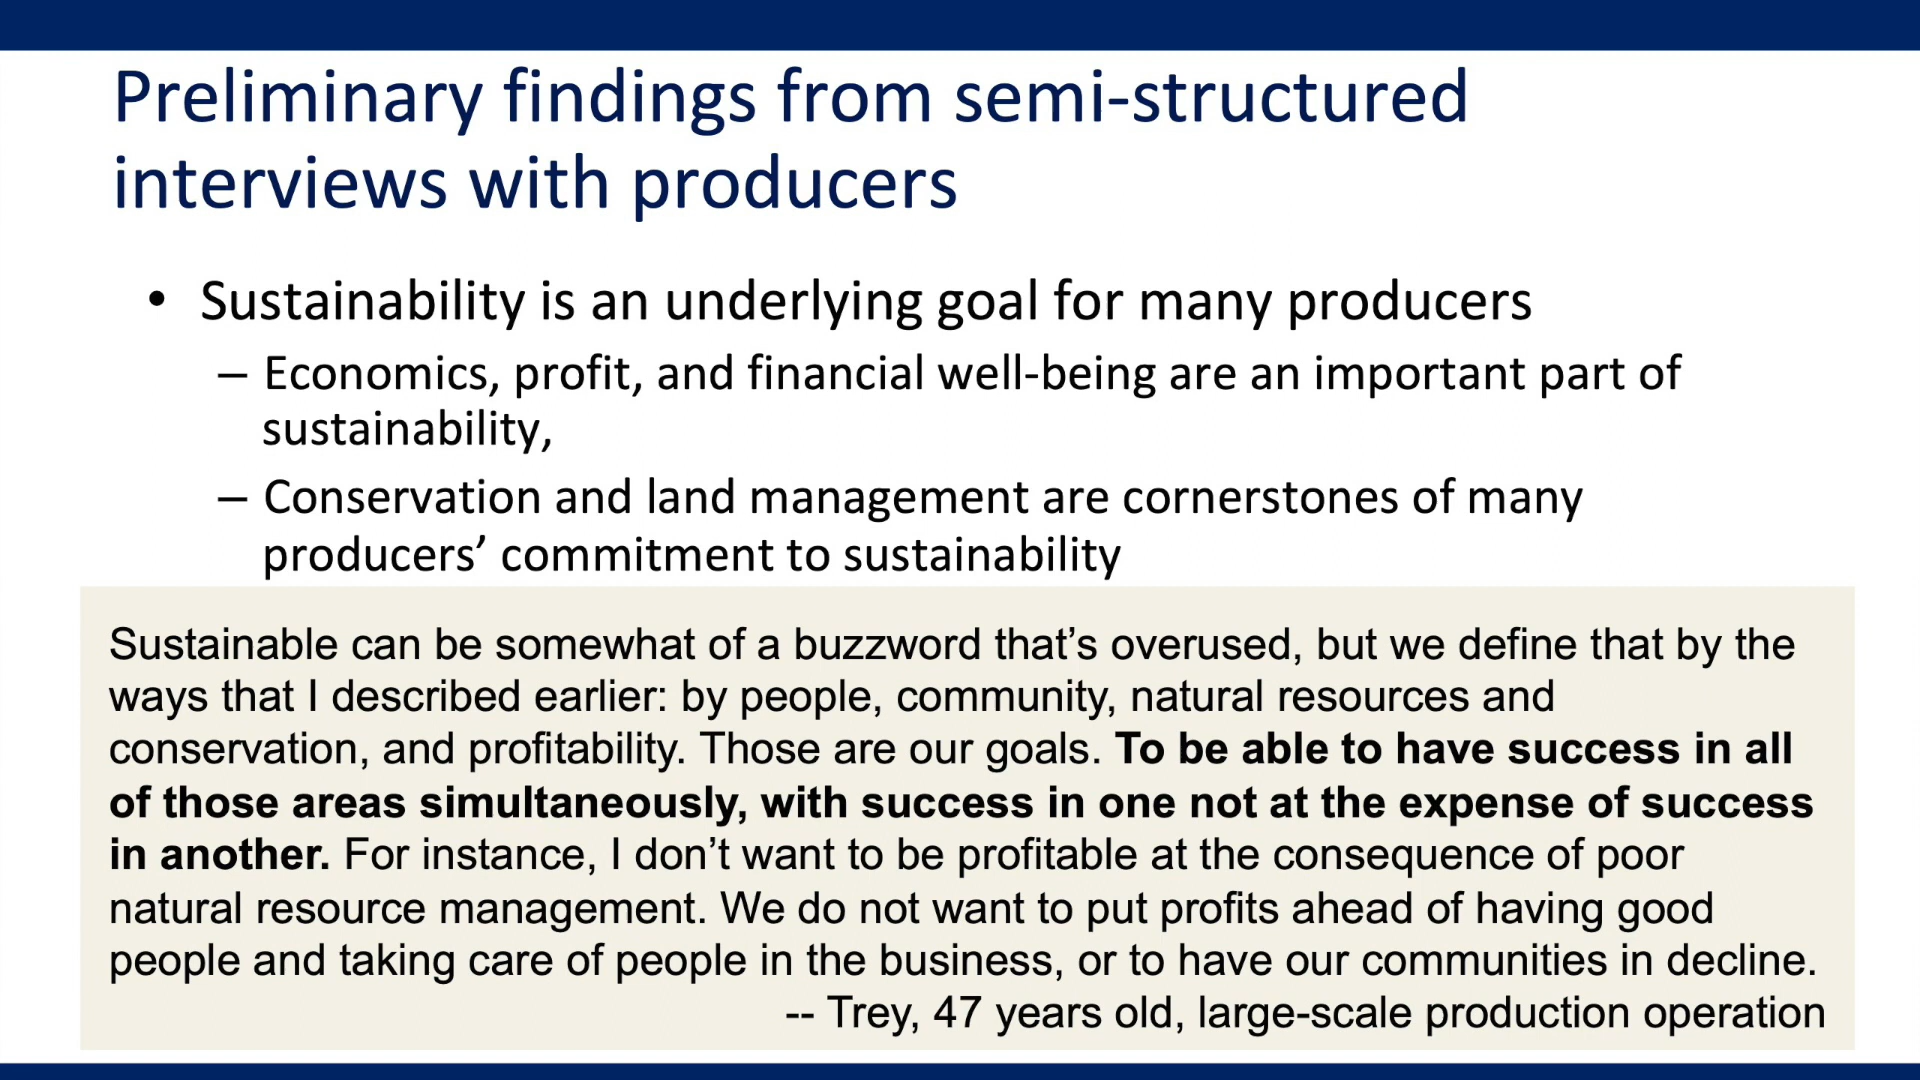 Preliminary findings from semi-structured
interviews with producers
• Sustainability is an underlying goal for many producers
– Economics, profit, and financial well-being are an important part of
sustainability,
– Conservation and land management are cornerstones of many
producers’ commitment to sustainability
Sustainable can be somewhat of a buzzword that’s overused, but we define that by the
ways that I described earlier: by people, community, natural resources and
conservation, and profitability. Those are our goals. To be able to have success in all
of those areas simultaneously, with success in one not at the expense of success
in another. For instance, I don’t want to be profitable at the consequence of poor
natural resource management. We do not want to put profits ahead of having good
people and taking care of people in the business, or to have our communities in decline.
-- Trey, 47 years old, large-scale production operation